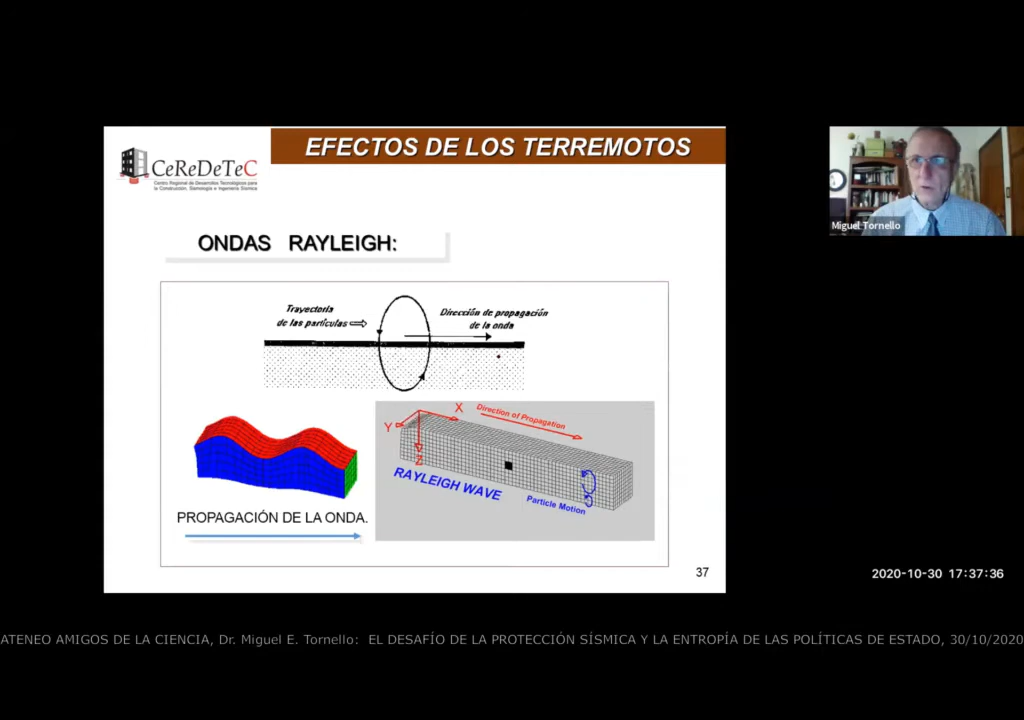 EFECTOS DE LOS TERREMOTOS
CeReDeTeC
Centro Regional de Desarrollos Tecnológicos para
la Construcción, Sismología e Ingeniería Sísmica
ONDAS RAYLEIGH:
Trayectoria
de las partículas
Dirección de propagación
de la onda
X
Y
Z
Direction of Propagation
RAYLEIGH WAVE
Particle Motion
PROPAGACIÓN DE LA ONDA.
37
Miguel Tornello
2020-10-30 17:37:36
ATENEO AMIGOS DE LA CIENCIA, Dr. Miguel E. Tornello: EL DESAFÍO DE LA PROTECCIÓN SÍSMICA Y LA ENTROPÍA DE LAS POLÍTICAS DE ESTADO, 30/10/2020